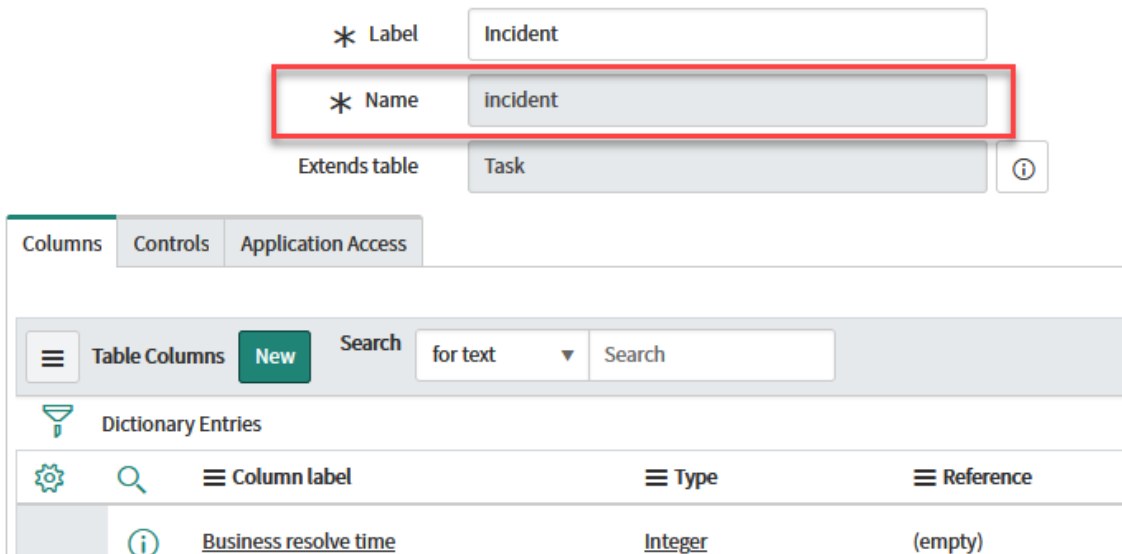 Label Incident
Name incident
Extends table Task
Columns Controls Application Access
Table Columns New Search for text Search
Dictionary Entries
Column label Type Reference
Business resolve time Integer (empty)